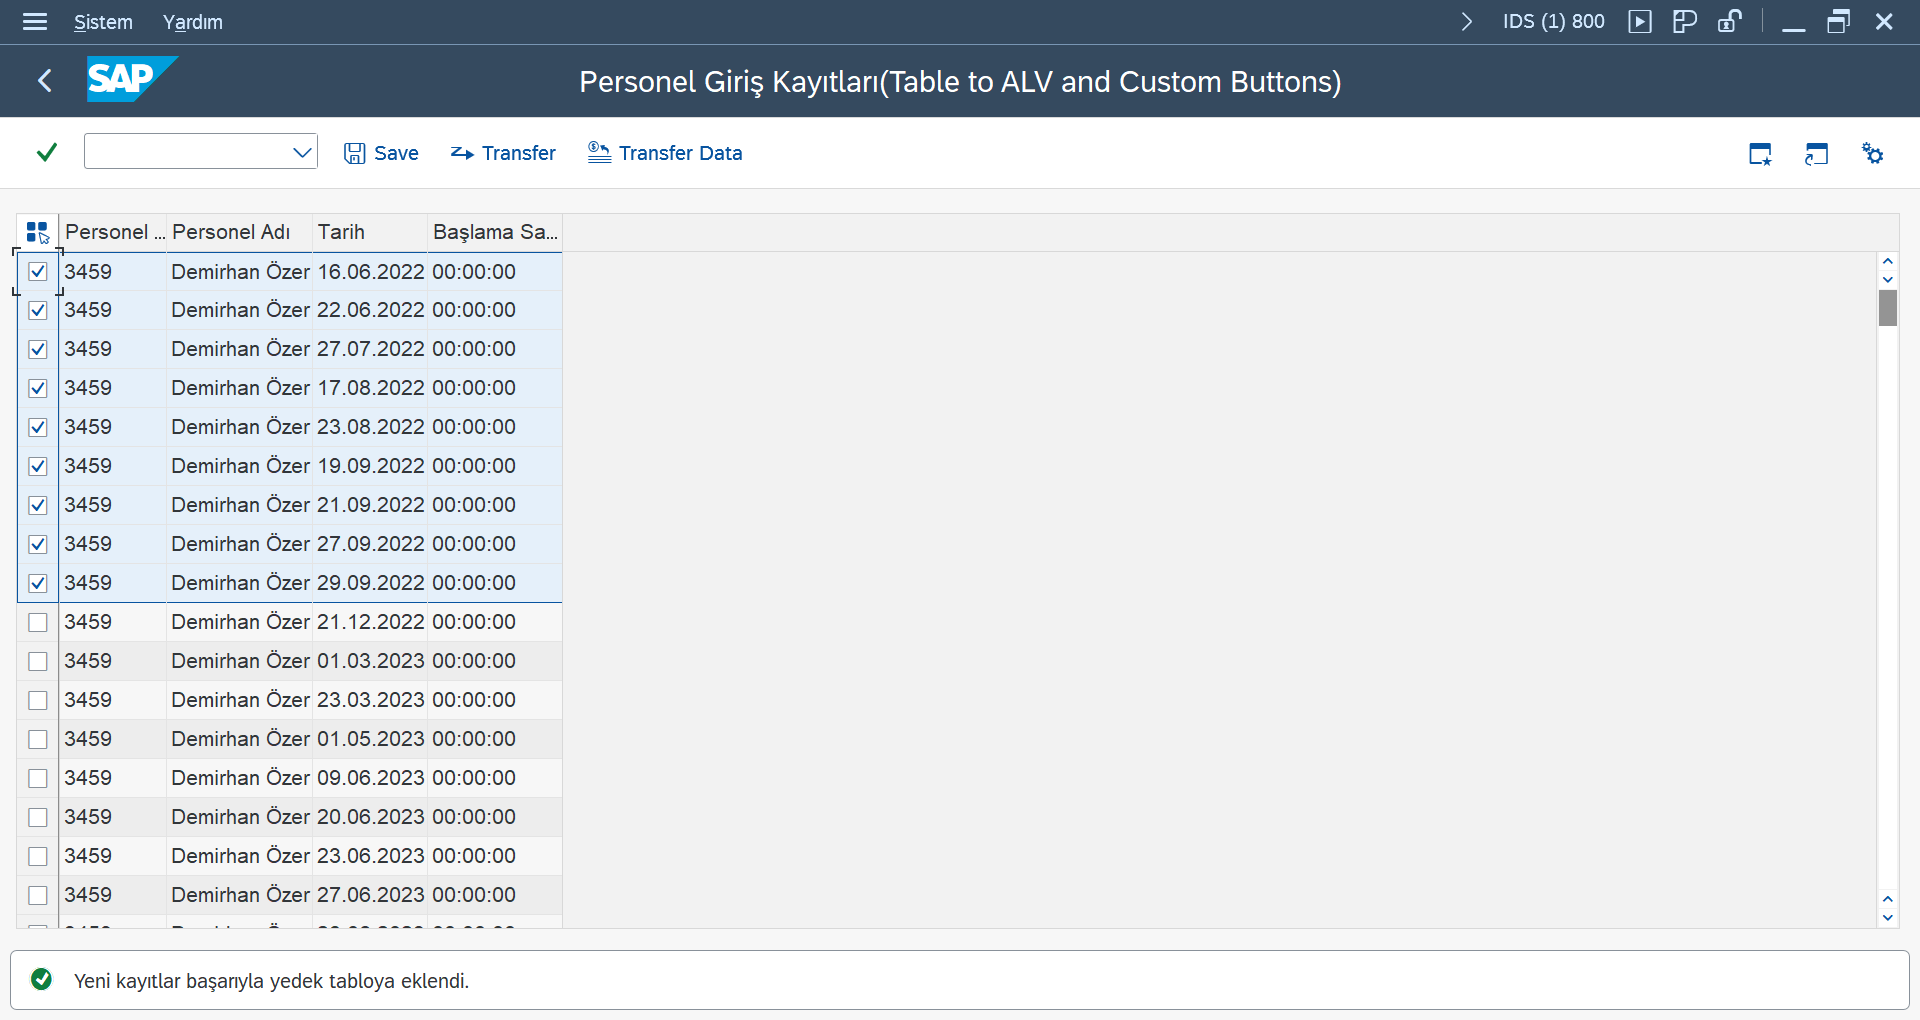 Sistem Yardım IDS (1) 800
SAP Personel Giriş Kayıtları(Table to ALV and Custom Buttons)
Save Transfer Transfer Data
Personel ... Personel Adı Tarih Başlama Sa...
3459 Demirhan Özer 16.06.2022 00:00:00
3459 Demirhan Özer 22.06.2022 00:00:00
3459 Demirhan Özer 27.07.2022 00:00:00
3459 Demirhan Özer 17.08.2022 00:00:00
3459 Demirhan Özer 23.08.2022 00:00:00
3459 Demirhan Özer 19.09.2022 00:00:00
3459 Demirhan Özer 21.09.2022 00:00:00
3459 Demirhan Özer 27.09.2022 00:00:00
3459 Demirhan Özer 29.09.2022 00:00:00
3459 Demirhan Özer 21.12.2022 00:00:00
3459 Demirhan Özer 01.03.2023 00:00:00
3459 Demirhan Özer 23.03.2023 00:00:00
3459 Demirhan Özer 01.05.2023 00:00:00
3459 Demirhan Özer 09.06.2023 00:00:00
3459 Demirhan Özer 20.06.2023 00:00:00
3459 Demirhan Özer 23.06.2023 00:00:00
3459 Demirhan Özer 27.06.2023 00:00:00
Yeni kayıtlar başarıyla yedek tabloya eklendi.